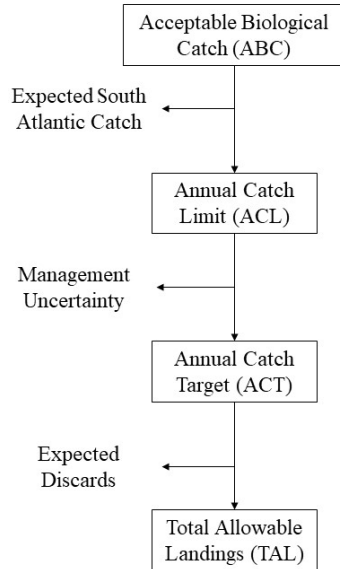 Acceptable Biological
Catch (ABC)
Expected South
Atlantic Catch
Annual Catch
Limit (ACL)
Management
Uncertainty
Annual Catch
Target (ACT)
Expected
Discards
Total Allowable
Landings (TAL)